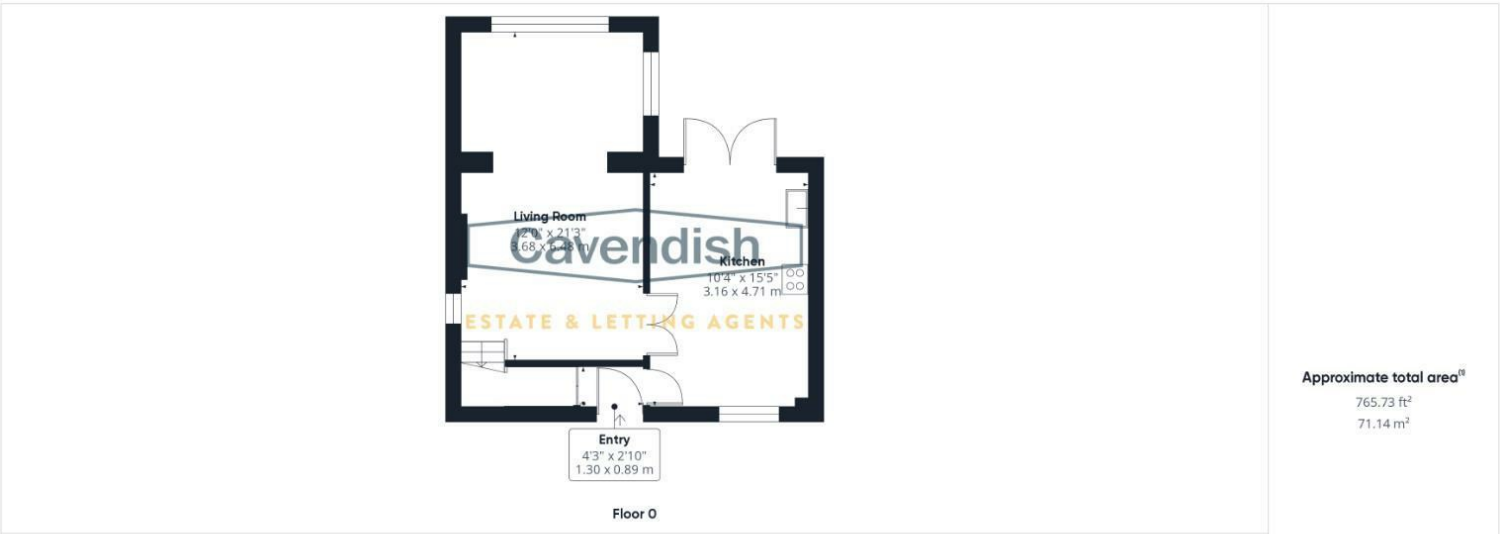 Living Room
12'0" x 21'3"
3.68 x 6.48 m
Cavendish
ESTATE & LETTING AGENTS
Kitchen
10'4" x 15'5"
3.16 x 4.71 m
Entry
4'3" x 2'10"
1.30 x 0.89 m
Floor 0
Approximate total area⁽¹⁾
765.73 ft²
71.14 m²